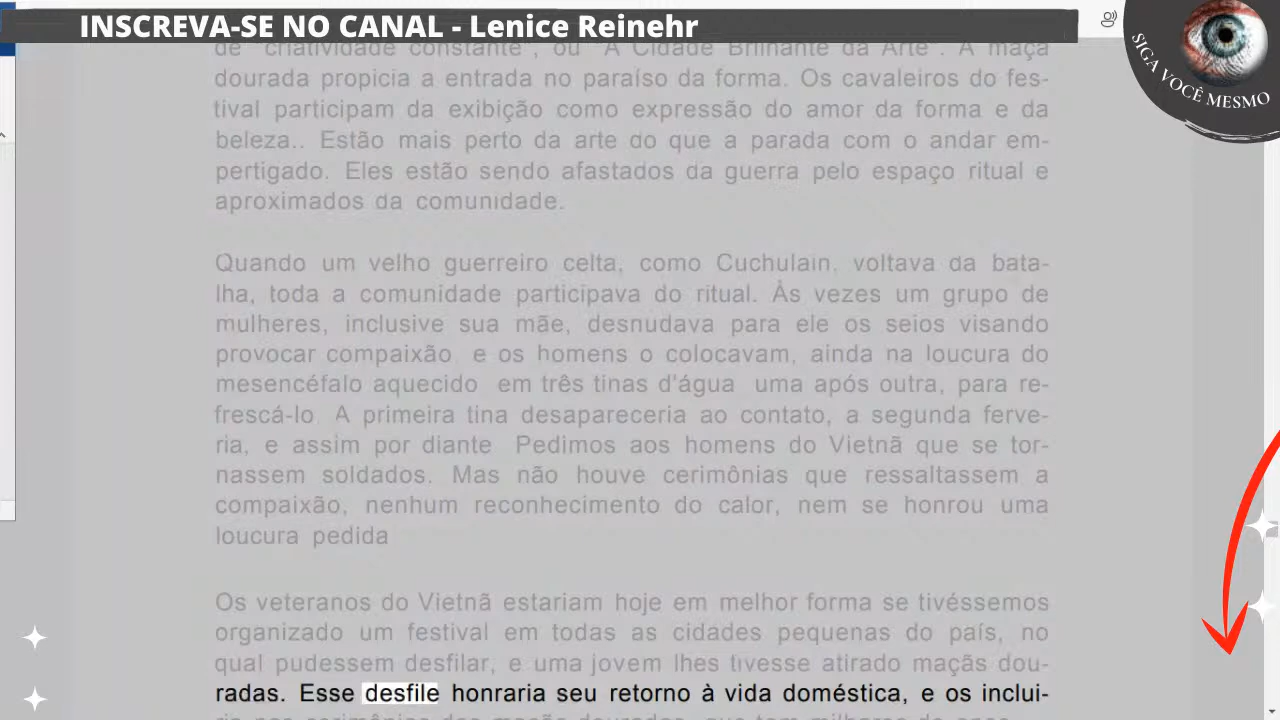 INSCREVA-SE NO CANAL - Lenice Reinehr
SIGA VOCÊ MESMO
de "criatividade constante", ou "A Cidade Brilhante da Arte". A maçã
dourada propicia a entrada no paraíso da forma. Os cavaleiros do fes-
tival participam da exibição como expressão do amor da forma e da
beleza.. Estão mais perto da arte do que a parada com o andar em-
pertigado. Eles estão sendo afastados da guerra pelo espaço ritual e
aproximados da comunidade.
Quando um velho guerreiro celta, como Cuchulain, voltava da bata-
lha, toda a comunidade participava do ritual. Às vezes um grupo de
mulheres, inclusive sua mãe, desnudava para ele os seios visando
provocar compaixão e os homens o colocavam, ainda na loucura do
mesencéfalo aquecido em três tinas d'água uma após outra, para re-
frescá-lo A primeira tina desapareceria ao contato, a segunda ferve-
ria, e assim por diante Pedimos aos homens do Vietnã que se tor-
nassem soldados. Mas não houve cerimônias que ressaltassem a
compaixão, nenhum reconhecimento do calor, nem se honrou uma
loucura pedida
Os veteranos do Vietnã estariam hoje em melhor forma se tivéssemos
organizado um festival em todas as cidades pequenas do país, no
qual pudessem desfilar, e uma jovem lhes tivesse atirado maçãs dou-
radas. Esse desfile honraria seu retorno à vida doméstica, e os inclui-